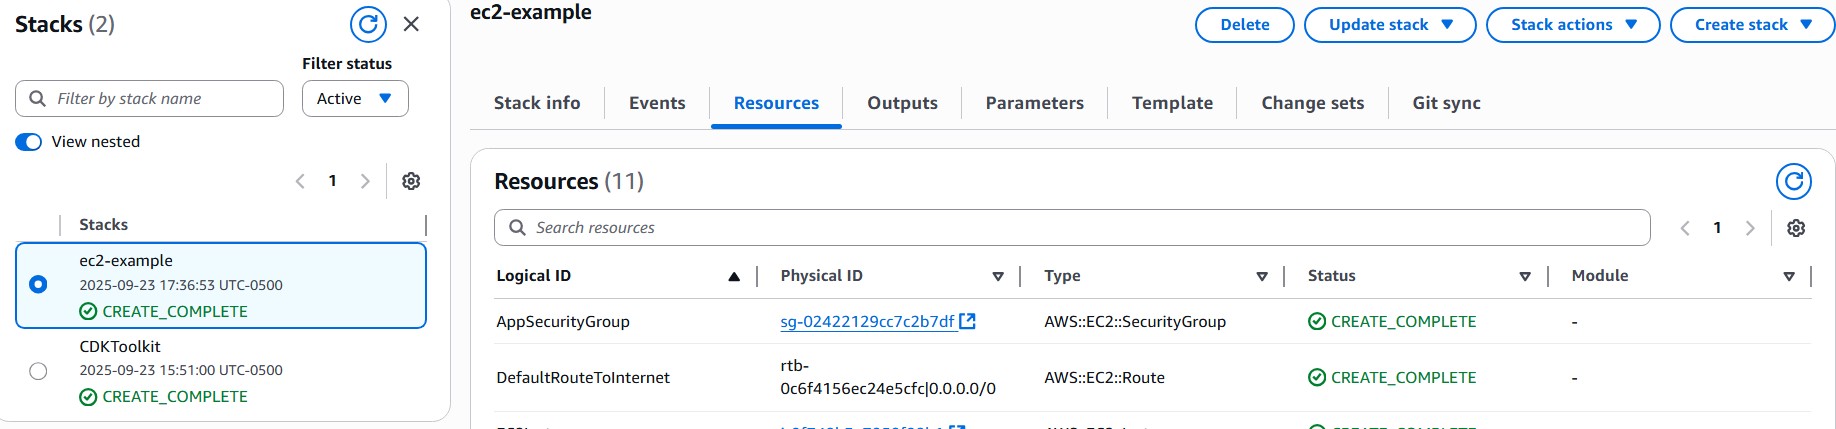 Stacks (2)
Filter status
Filter by stack name
Active
View nested
1
Stacks
ec2-example
2025-09-23 17:36:53 UTC-0500
CREATE_COMPLETE
CDKToolkit
2025-09-23 15:51:00 UTC-0500
CREATE_COMPLETE
ec2-example
Delete Update stack Stack actions Create stack
Stack info Events Resources Outputs Parameters Template Change sets Git sync
Resources (11)
Search resources
1
Logical ID Physical ID Type Status Module
AppSecurityGroup sg-02422129cc7c2b7df AWS::EC2::SecurityGroup CREATE_COMPLETE -
DefaultRouteToInternet rtb-
0c6f4156ec24e5cfc|0.0.0.0/0 AWS::EC2::Route CREATE_COMPLETE -